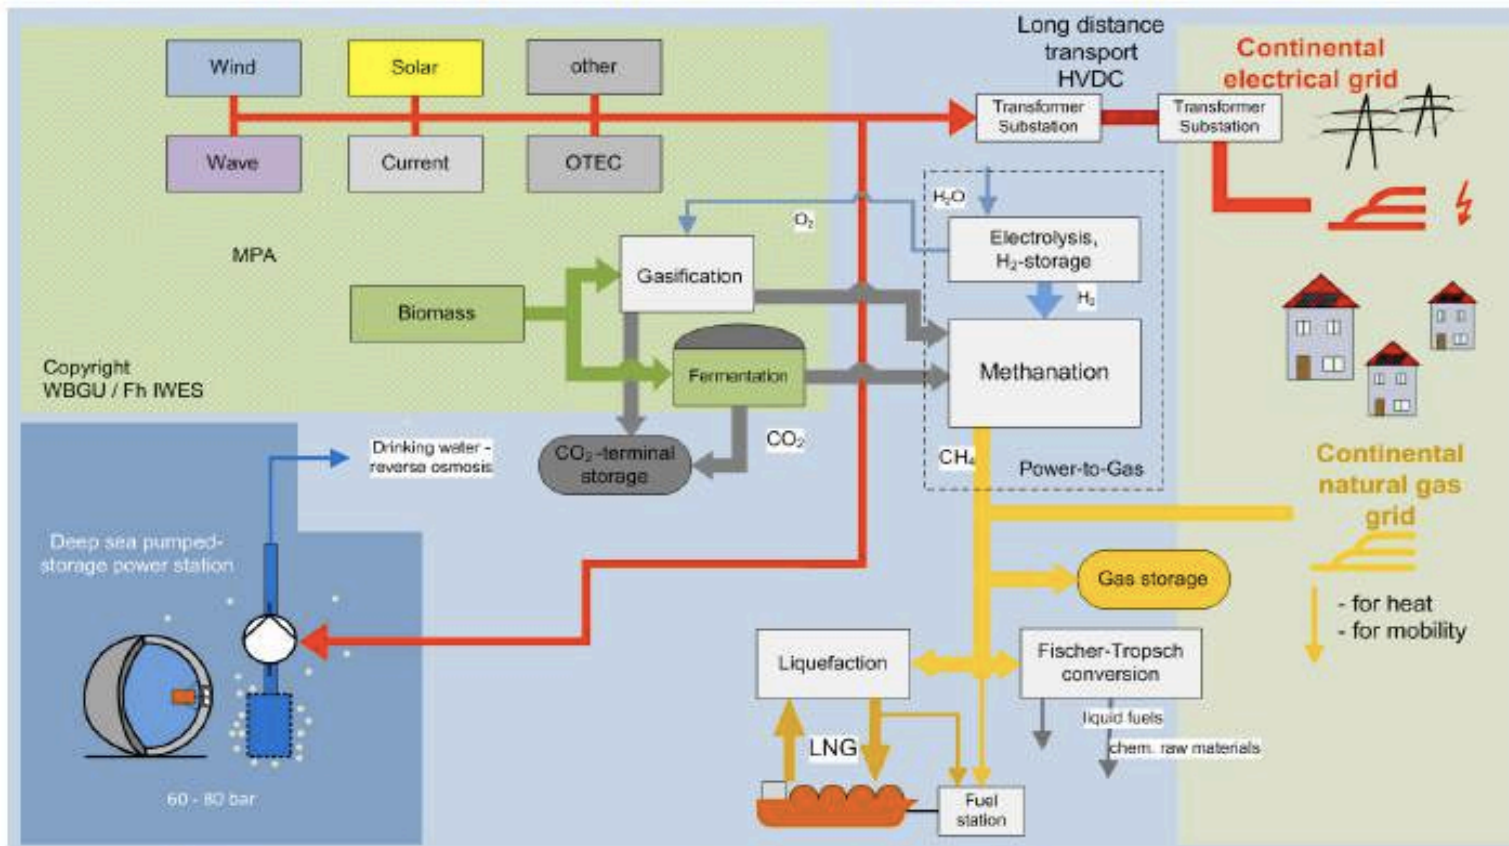 Wind
Solar
other
Wave
Current
OTEC
Long distance
transport
HVDC
Transformer
Substation
Transformer
Substation
Continental
electrical grid
MPA
Biomass
Gasification
Fermentation
O₂
H₂O
Electrolysis,
H₂-storage
H₂
Methanation
Copyright
WBGU / Fh IWES
CO₂-terminal
storage
CO₂
CH₄
Power-to-Gas
Continental
natural gas
grid
Drinking water -
reverse osmosis
Deep sea pumped-
storage power station
60 - 80 bar
Gas storage
- for heat
- for mobility
Liquefaction
Fischer-Tropsch
conversion
liquid fuels
chem. raw materials
LNG
Fuel
station